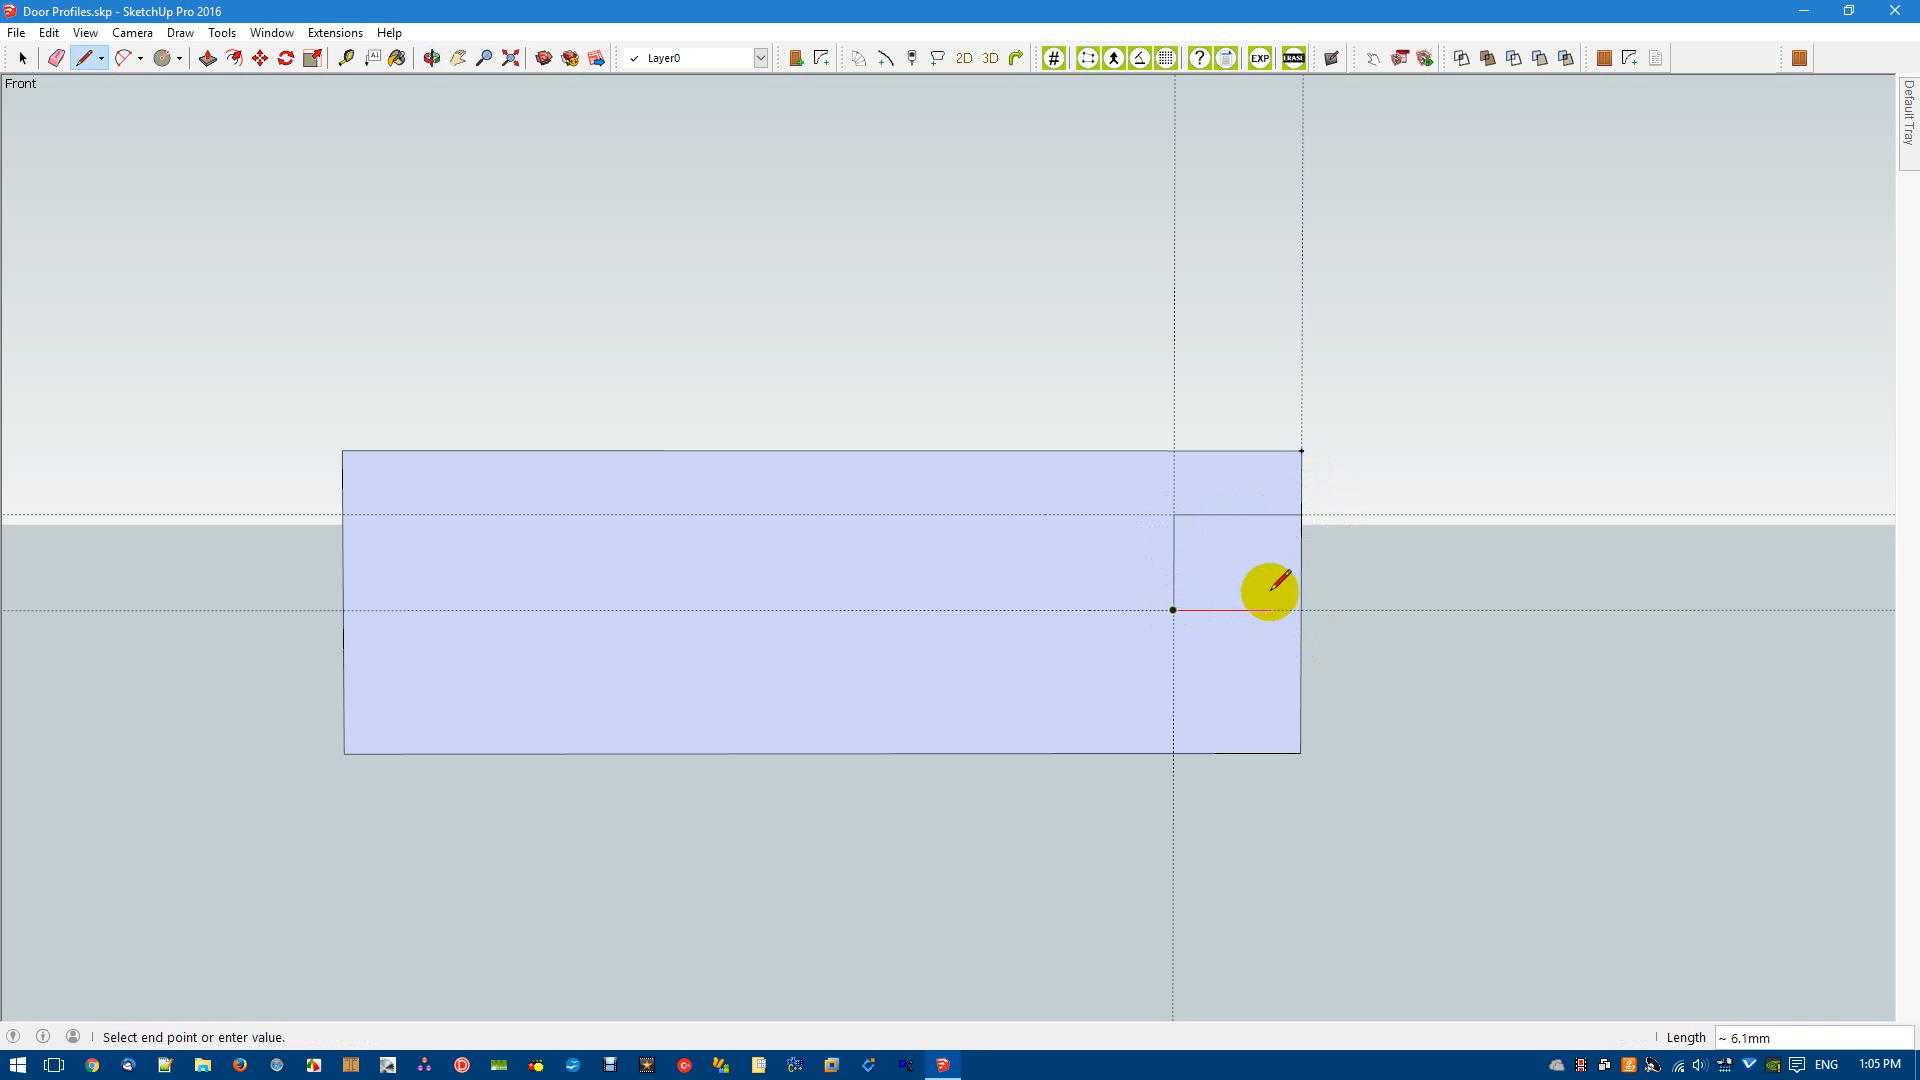 Door Profiles.skp - SketchUp Pro 2016
File Edit View Camera Draw Tools Window Extensions Help
Layer0
2D 3D # ? EXP ERASE
Front
Default Tray
Select end point or enter value.
Length ~ 6.1mm
ENG 1:05 PM